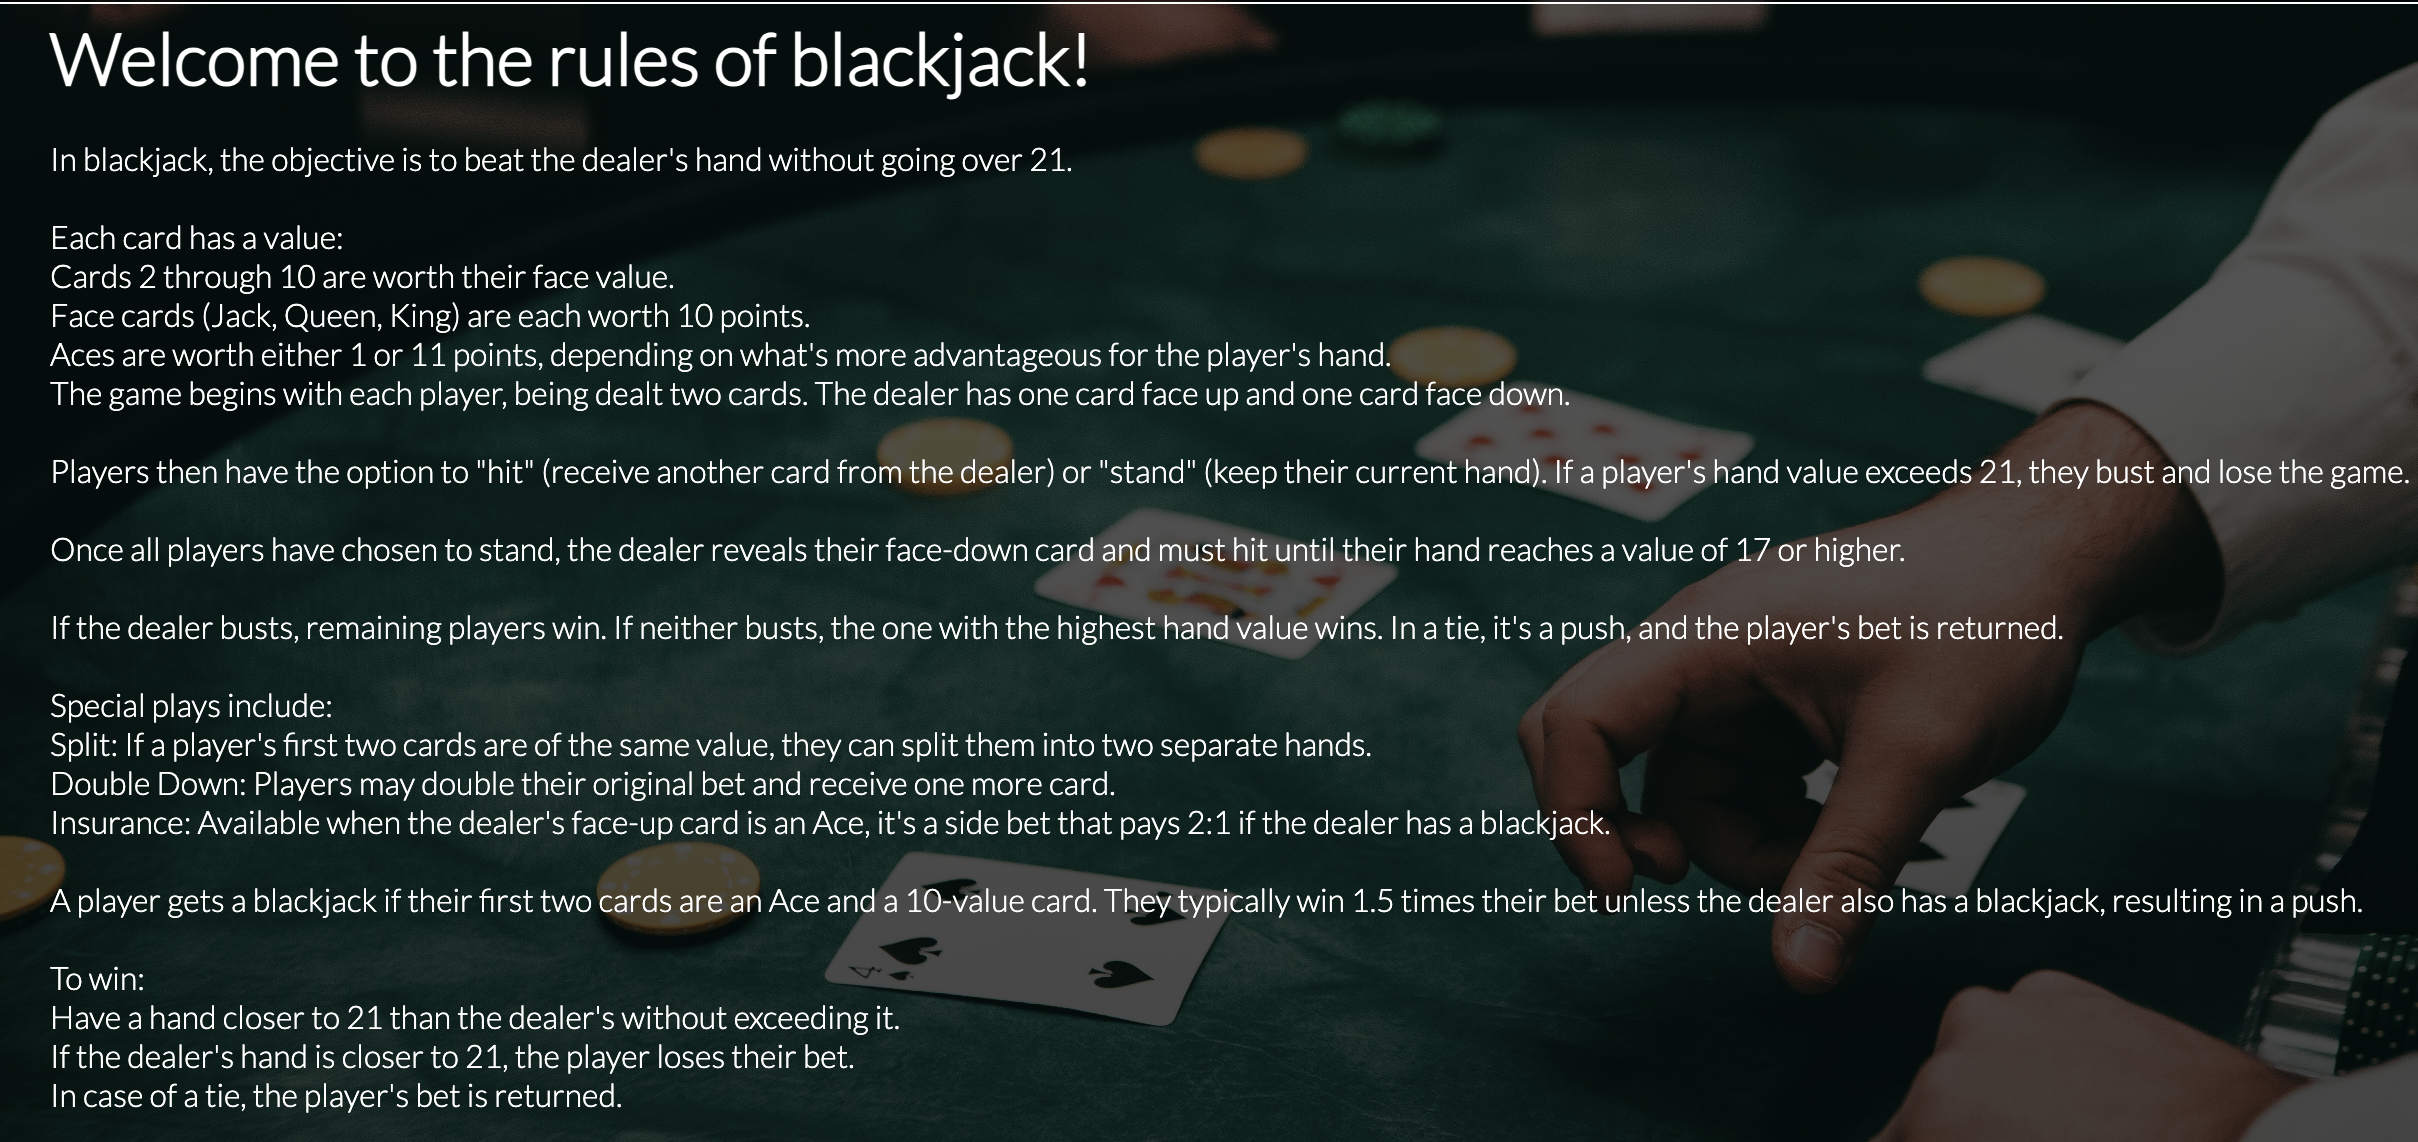 Welcome to the rules of blackjack!
In blackjack, the objective is to beat the dealer's hand without going over 21.
Each card has a value:
Cards 2 through 10 are worth their face value.
Face cards (Jack, Queen, King) are each worth 10 points.
Aces are worth either 1 or 11 points, depending on what's more advantageous for the player's hand.
The game begins with each player, being dealt two cards. The dealer has one card face up and one card face down.
Players then have the option to "hit" (receive another card from the dealer) or "stand" (keep their current hand). If a player's hand value exceeds 21, they bust and lose the game.
Once all players have chosen to stand, the dealer reveals their face-down card and must hit until their hand reaches a value of 17 or higher.
If the dealer busts, remaining players win. If neither busts, the one with the highest hand value wins. In a tie, it's a push, and the player's bet is returned.
Special plays include:
Split: If a player's first two cards are of the same value, they can split them into two separate hands.
Double Down: Players may double their original bet and receive one more card.
Insurance: Available when the dealer's face-up card is an Ace, it's a side bet that pays 2:1 if the dealer has a blackjack.
A player gets a blackjack if their first two cards are an Ace and a 10-value card. They typically win 1.5 times their bet unless the dealer also has a blackjack, resulting in a push.
4
To win:
Have a hand closer to 21 than the dealer's without exceeding it.
If the dealer's hand is closer to 21, the player loses their bet.
In case of a tie, the player's bet is returned.